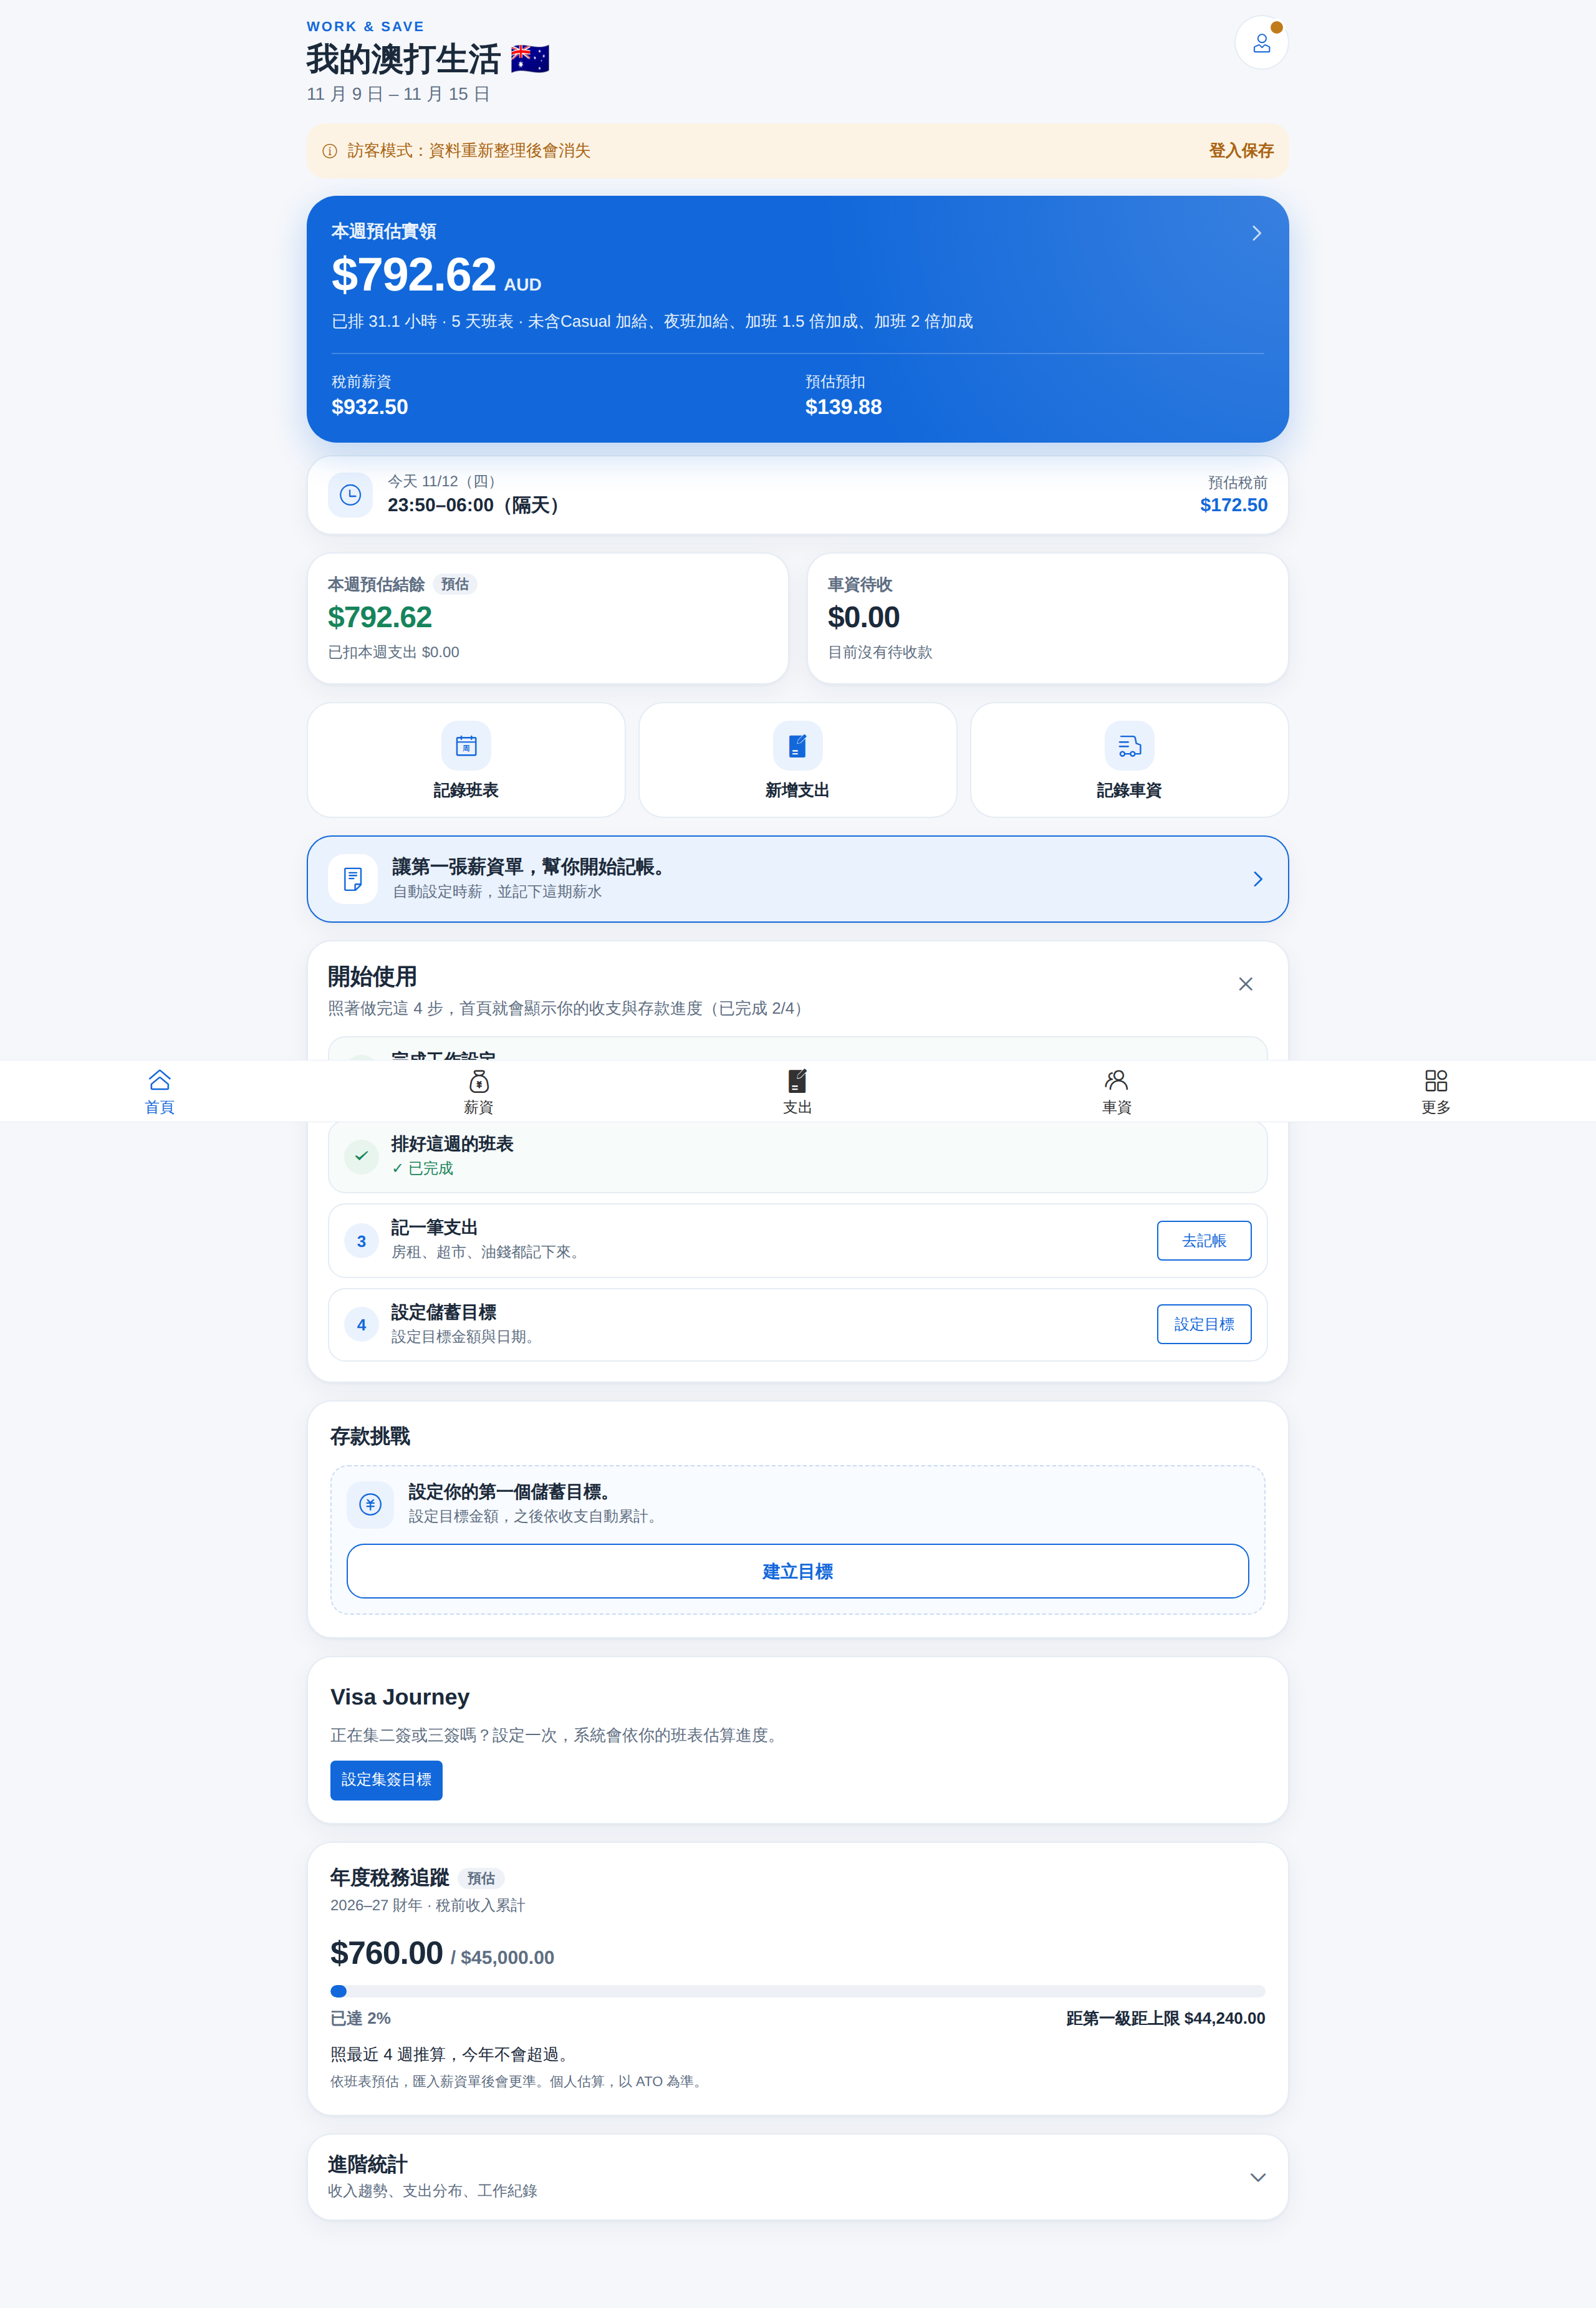 WORK & SAVE
我的澳打生活 🇦🇺
11 月 9 日 – 11 月 15 日
訪客模式：資料重新整理後會消失
登入保存
本週預估實領
$792.62 AUD
已排 31.1 小時 · 5 天班表 · 未含Casual 加給、夜班加給、加班 1.5 倍加成、加班 2 倍加成
稅前薪資
預估預扣
$932.50
$139.88
今天 11/12（四）
23:50–06:00（隔天）
預估稅前
$172.50
本週預估結餘 預估
$792.62
已扣本週支出 $0.00
車資待收
$0.00
目前沒有待收款
周
記錄班表
新增支出
記錄車資
讓第一張薪資單，幫你開始記帳。
自動設定時薪，並記下這期薪水
開始使用
照著做完這 4 步，首頁就會顯示你的收支與存款進度（已完成 2/4）
完成工作設定
首頁
薪資
支出
車資
更多
排好這週的班表
✓ 已完成
3
記一筆支出
房租、超市、油錢都記下來。
去記帳
4
設定儲蓄目標
設定目標金額與日期。
設定目標
存款挑戰
設定你的第一個儲蓄目標。
設定目標金額，之後依收支自動累計。
建立目標
Visa Journey
正在集二簽或三簽嗎？設定一次，系統會依你的班表估算進度。
設定集簽目標
年度稅務追蹤 預估
2026–27 財年 · 稅前收入累計
$760.00 / $45,000.00
已達 2%
距第一級距上限 $44,240.00
照最近 4 週推算，今年不會超過。
依班表預估，匯入薪資單後會更準。個人估算，以 ATO 為準。
進階統計
收入趨勢、支出分布、工作紀錄